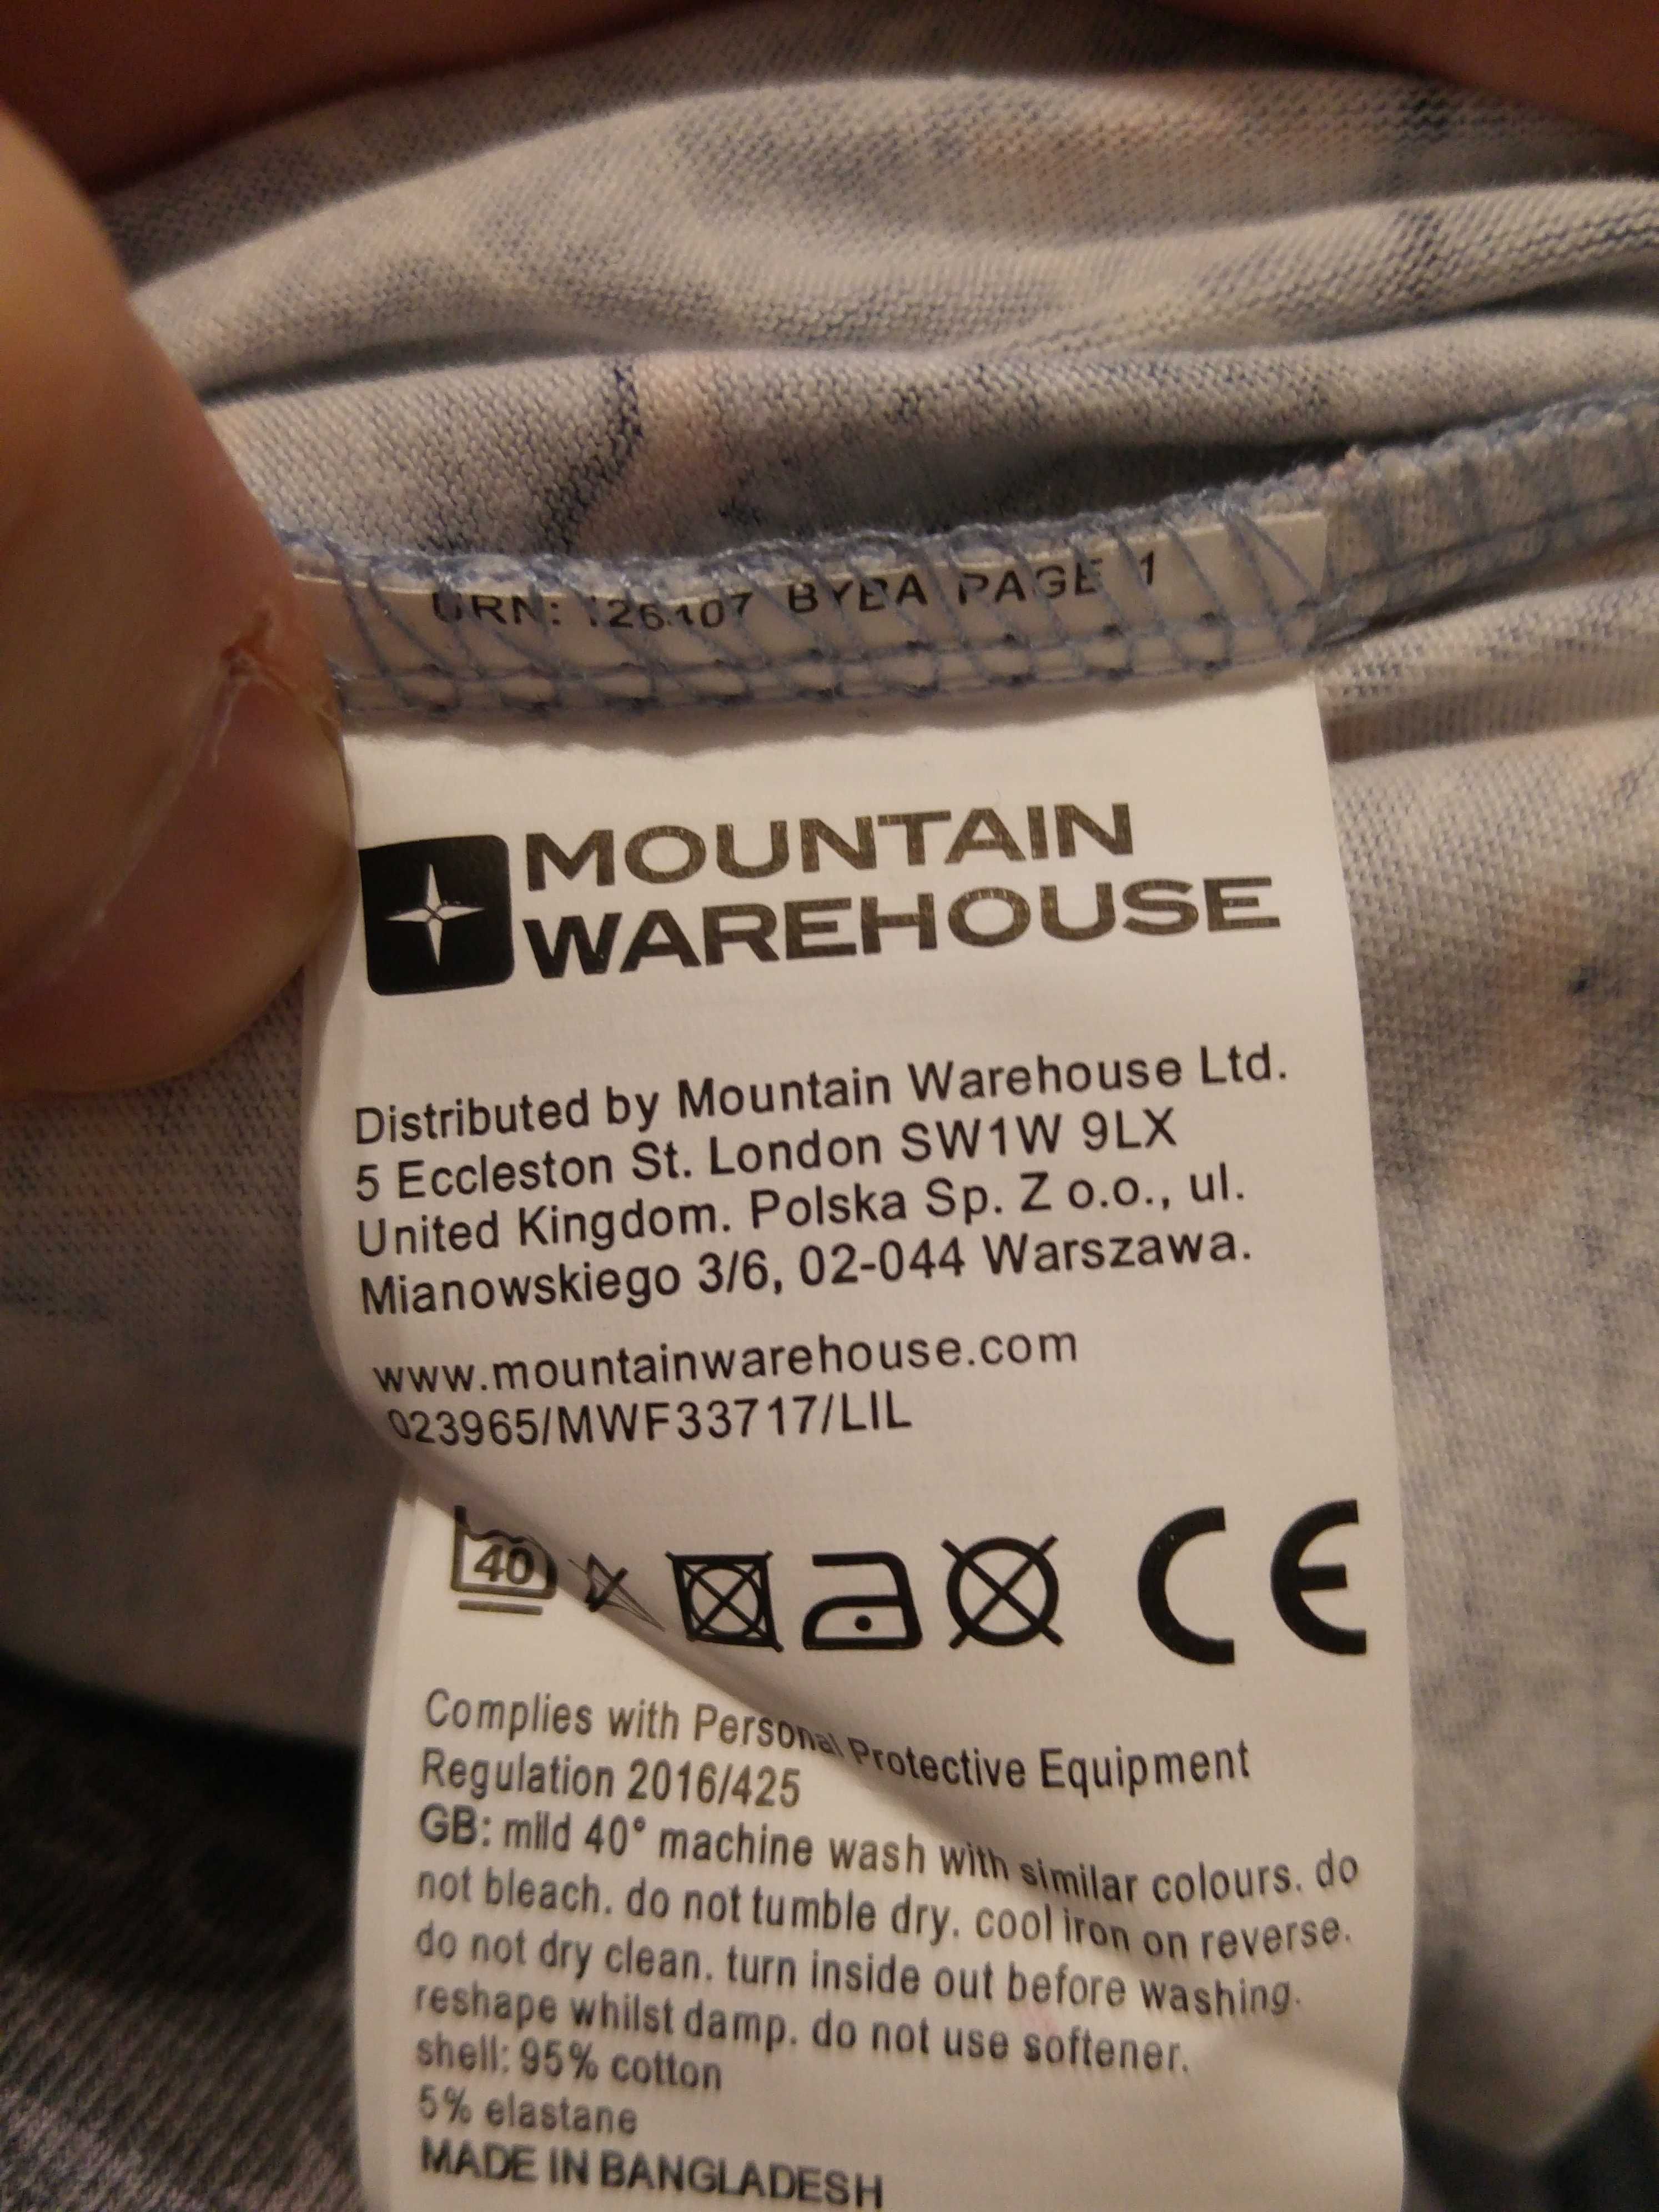 BYBA PAGE 1
MOUNTAIN
WAREHOUSE
Distributed by Mountain Warehouse Ltd.
5 Eccleston St. London SW1W 9LX
United Kingdom. Polska Sp. Z o.o., ul.
Mianowskiego 3/6, 02-044 Warszawa.
www.mountainwarehouse.com
023965/MWF33717/LIL
40
CE
Complies with Personal Protective Equipment
Regulation 2016/425
GB: mild 40° machine wash with similar colours. do
not bleach. do not tumble dry. cool iron on reverse.
do not dry clean. turn inside out before washing.
reshape whilst damp. do not use softener.
shell: 95% cotton
5% elastane
MADE IN BANGLADESH